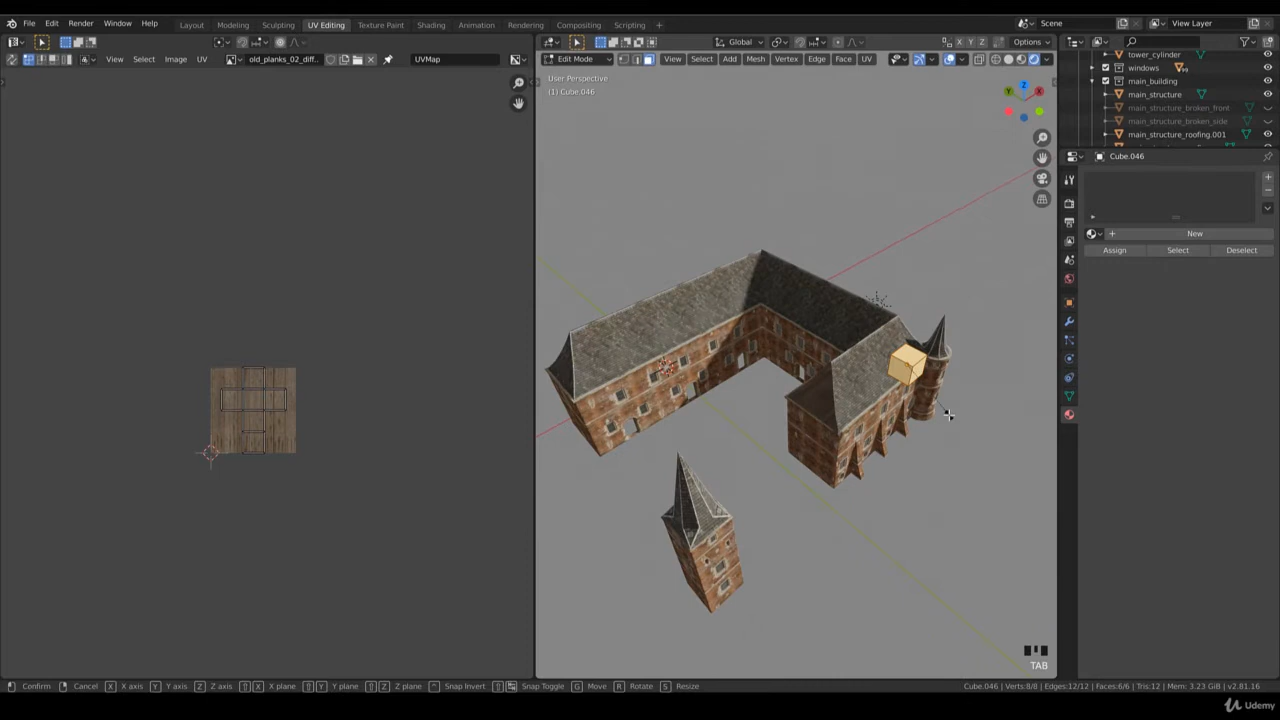 File Edit Render Window Help Layout Modeling Sculpting UV Editing Texture Paint Shading Animation Rendering Compositing Scripting + Scene View Layer
Global Options
View Select Image UV old_planks_02_diff... UVMap Edit Mode View Select Add Mesh Vertex Edge Face UV
User Perspective
(1) Cube.046
X Y Z
tower_cylinder
windows
main_building
main_structure
main_structure_broken_front
main_structure_broken_side
main_structure_roofing.001
Cube.046
+ New
Assign Select Deselect
TAB
Confirm Cancel X X axis Y Y axis Z Z axis X X plane Y Y plane Z Z plane Snap Invert Snap Toggle G Move R Rotate S Resize Cube.046 | Verts:8/8 | Edges:12/12 | Faces:6/6 | Tris:12 | Mem: 3.23 GiB | v2.81.16
Udemy